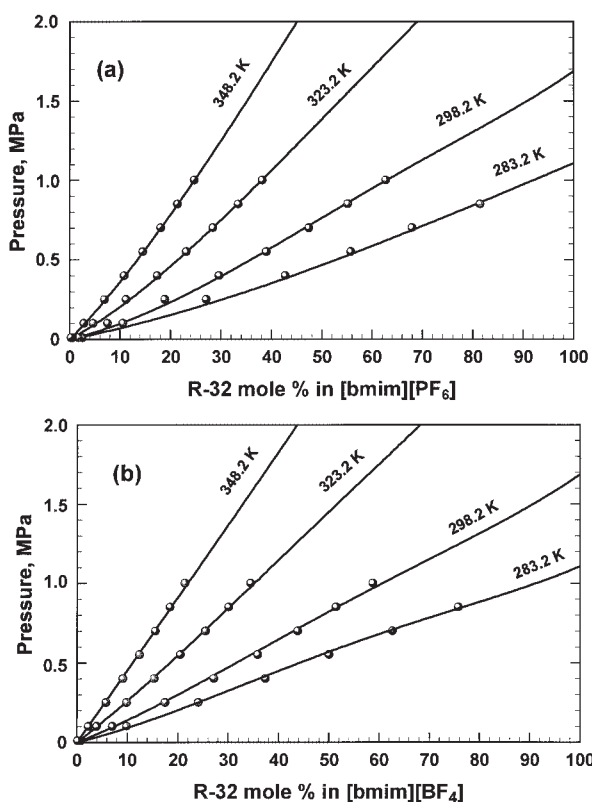 2.0
(a)
348.2 K
323.2 K
1.5
298.2 K
283.2 K
Pressure, MPa
1.0
0.5
0
0 10 20 30 40 50 60 70 80 90 100
R-32 mole % in [bmim][PF₆]
2.0
(b)
348.2 K
323.2 K
1.5
298.2 K
283.2 K
Pressure, MPa
1.0
0.5
0
0 10 20 30 40 50 60 70 80 90 100
R-32 mole % in [bmim][BF₄]